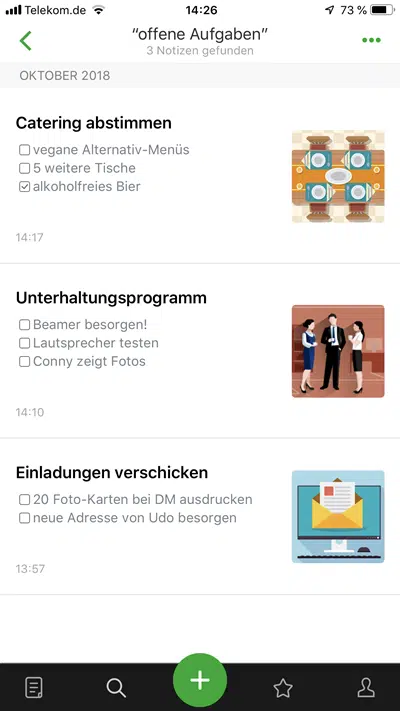 Telekom.de 14:26 73 %
“offene Aufgaben”
3 Notizen gefunden
OKTOBER 2018
Catering abstimmen
vegane Alternativ-Menüs
5 weitere Tische
alkoholfreies Bier
14:17
Unterhaltungsprogramm
Beamer besorgen!
Lautsprecher testen
Conny zeigt Fotos
14:10
Einladungen verschicken
20 Foto-Karten bei DM ausdrucken
neue Adresse von Udo besorgen
13:57